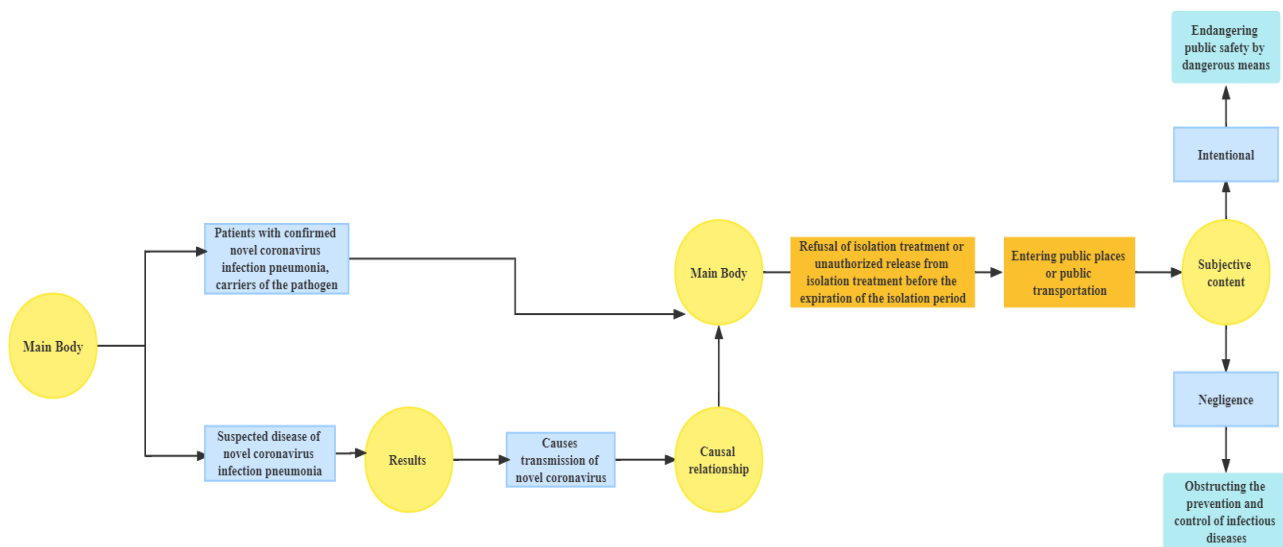 Main Body
Patients with confirmed
novel coronavirus
infection pneumonia,
carriers of the pathogen
Suspected disease of
novel coronavirus
infection pneumonia
Results
Causes
transmission of
novel coronavirus
Causal
relationship
Main Body
Refusal of isolation treatment or
unauthorized release from
isolation treatment before the
expiration of the isolation period
Entering public places
or public
transportation
Subjective
content
Intentional
Endangering
public safety by
dangerous means
Negligence
Obstructing the
prevention and
control of infectious
diseases